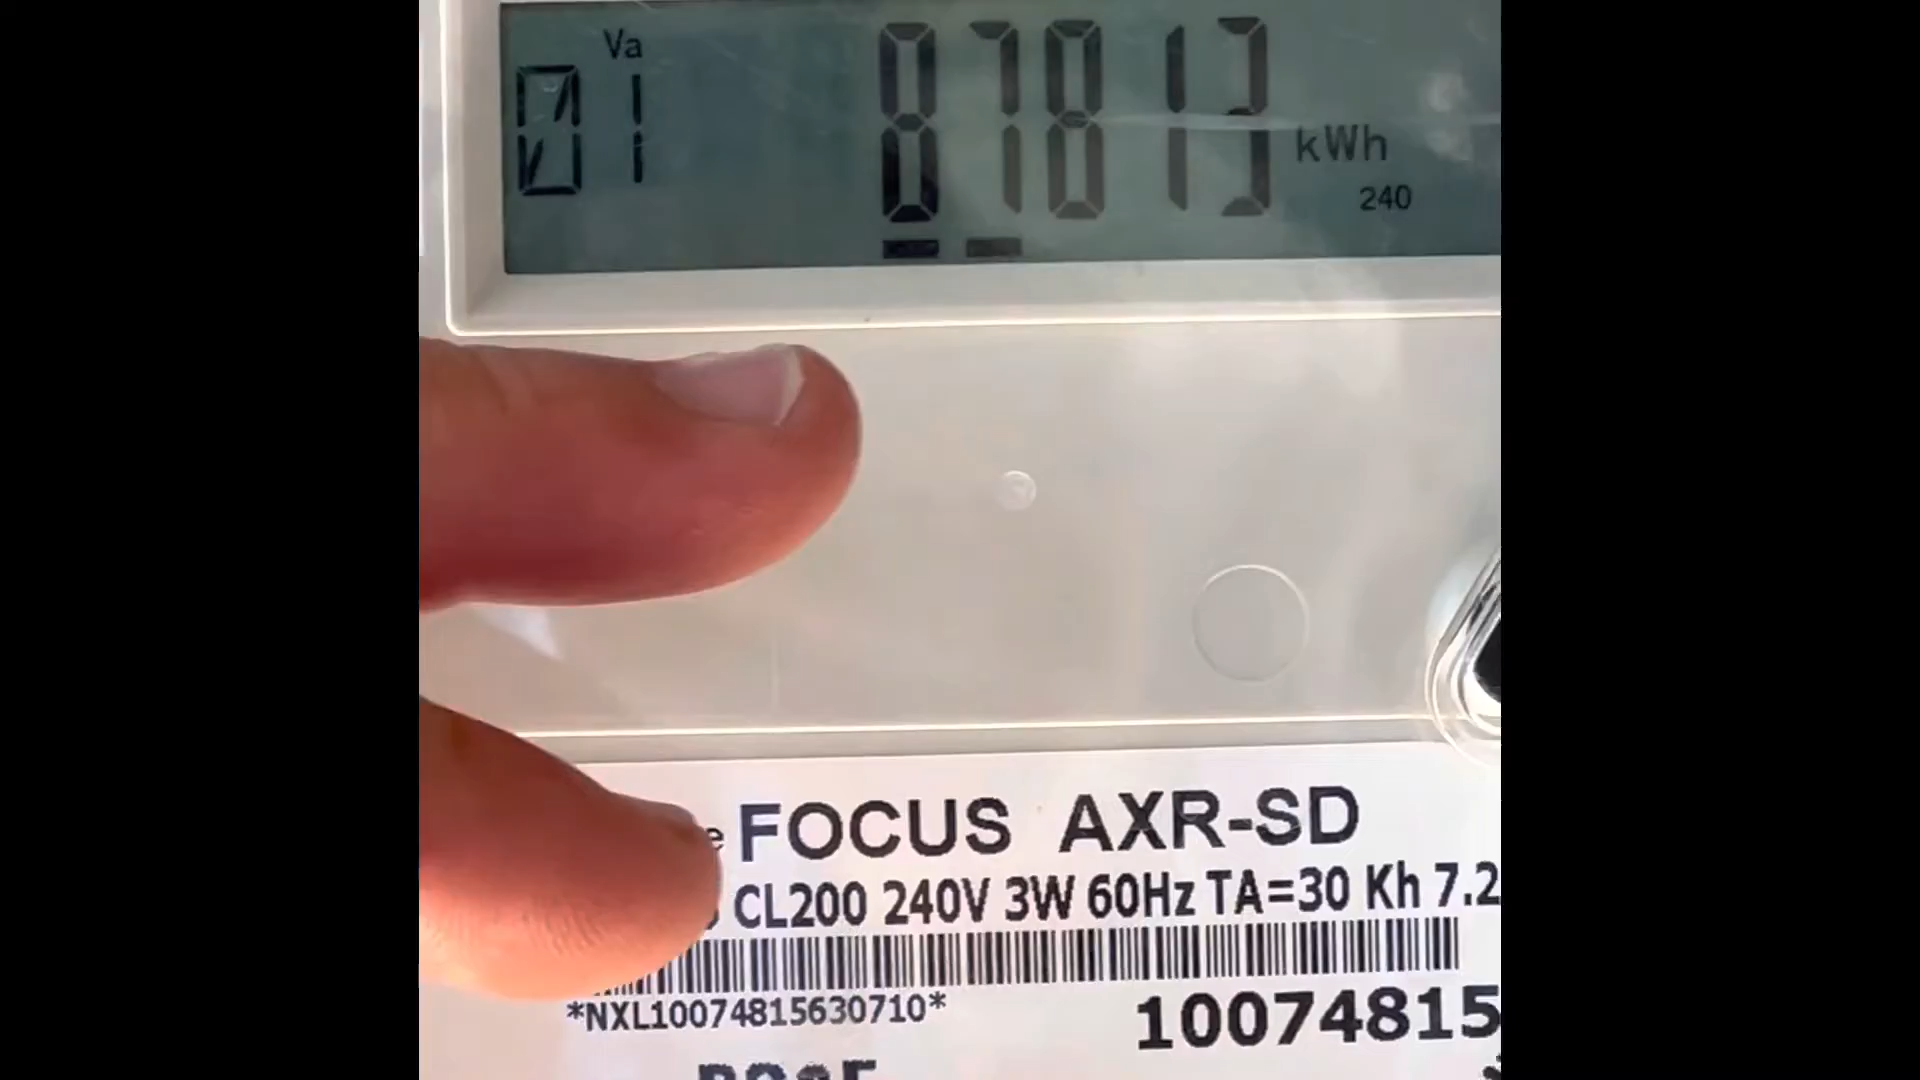 Va
01 87813 kWh
240
e FOCUS AXR-SD
CL200 240V 3W 60Hz TA=30 Kh 7.2
*NXL10074815630710*
10074815